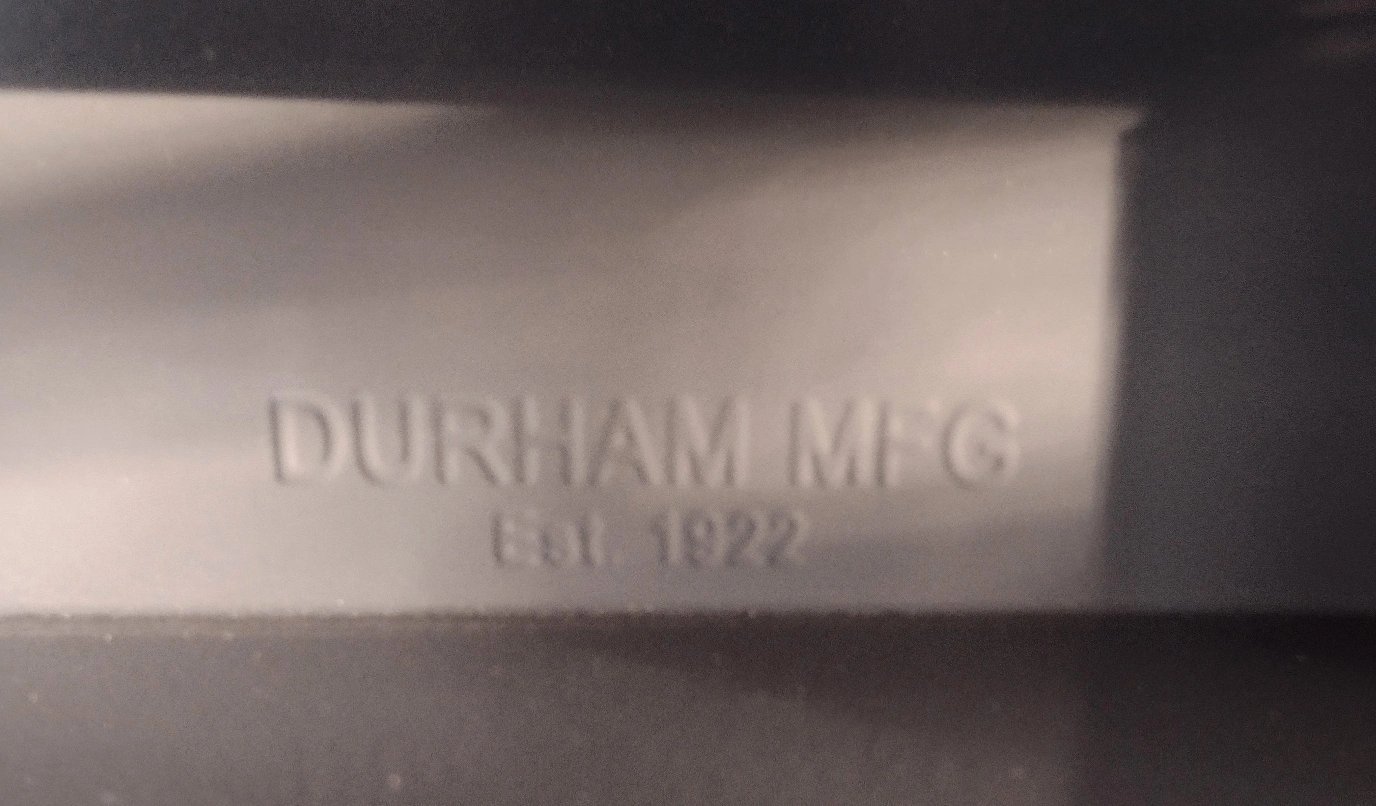 DURHAM MFG
Est. 1922